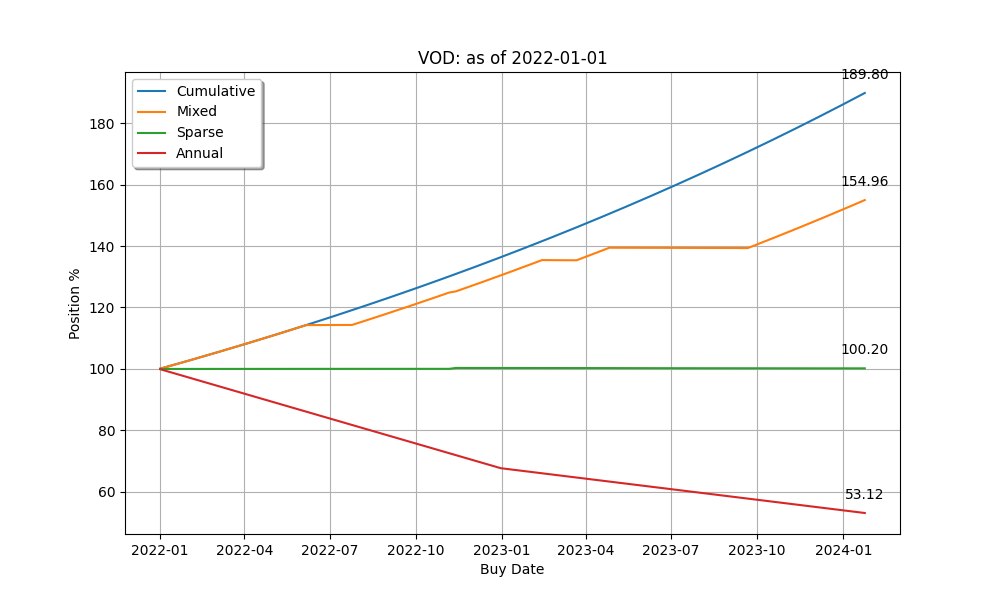 VOD: as of 2022-01-01
Cumulative
Mixed
Sparse
Annual
189.80
154.96
100.20
53.12
180
160
140
120
100
80
60
Position %
2022-01 2022-04 2022-07 2022-10 2023-01 2023-04 2023-07 2023-10 2024-01
Buy Date